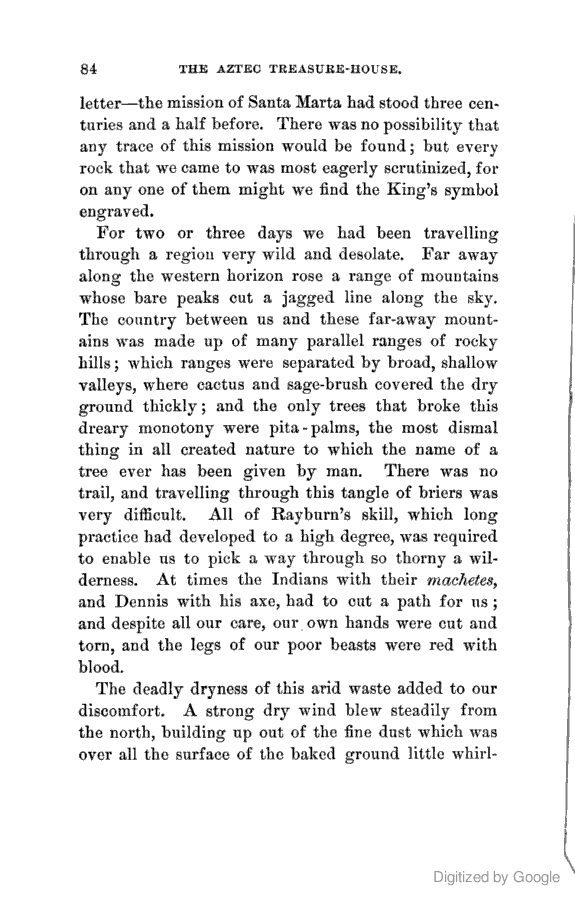 84 THE AZTEC TREASURE-HOUSE.
letter—the mission of Santa Marta had stood three cen-
turies and a half before. There was no possibility that
any trace of this mission would be found; but every
rock that we came to was most eagerly scrutinized, for
on any one of them might we find the King's symbol
engraved.
For two or three days we had been travelling
through a region very wild and desolate. Far away
along the western horizon rose a range of mountains
whose bare peaks cut a jagged line along the sky.
The country between us and these far-away mount-
ains was made up of many parallel ranges of rocky
hills; which ranges were separated by broad, shallow
valleys, where cactus and sage-brush covered the dry
ground thickly; and the only trees that broke this
dreary monotony were pita-palms, the most dismal
thing in all created nature to which the name of a
tree ever has been given by man. There was no
trail, and travelling through this tangle of briers was
very difficult. All of Rayburn's skill, which long
practice had developed to a high degree, was required
to enable us to pick a way through so thorny a wil-
derness. At times the Indians with their machetes,
and Dennis with his axe, had to cut a path for us;
and despite all our care, our own hands were cut and
torn, and the legs of our poor beasts were red with
blood.
The deadly dryness of this arid waste added to our
discomfort. A strong dry wind blew steadily from
the north, building up out of the fine dust which was
over all the surface of the baked ground little whirl-
Digitized by Google